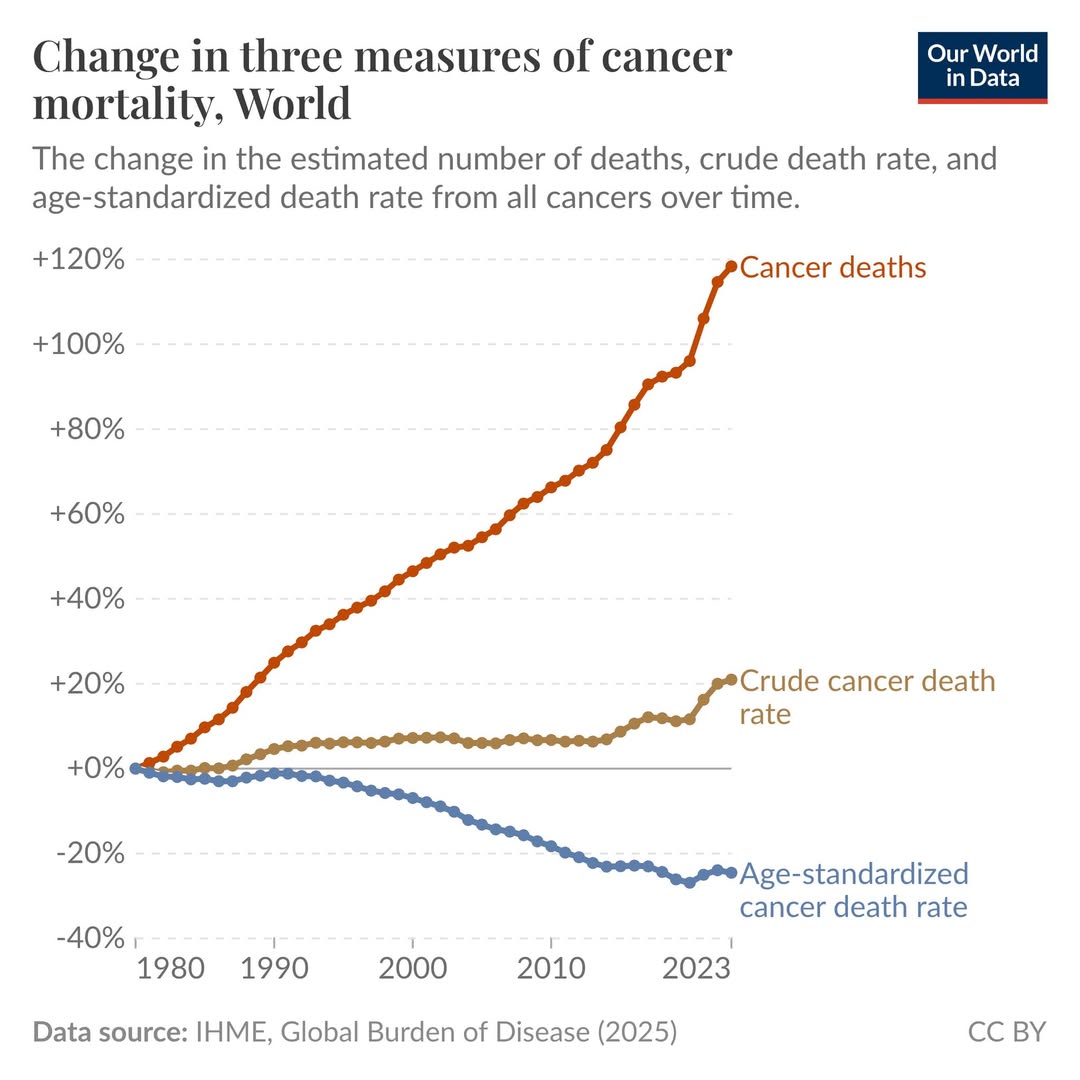 Change in three measures of cancer
mortality, World
Our World
in Data
The change in the estimated number of deaths, crude death rate, and
age-standardized death rate from all cancers over time.
+120%
Cancer deaths
+100%
+80%
+60%
+40%
+20%
Crude cancer death
rate
+0%
-20%
Age-standardized
cancer death rate
-40%
1980 1990 2000 2010 2023
Data source: IHME, Global Burden of Disease (2025) CC BY